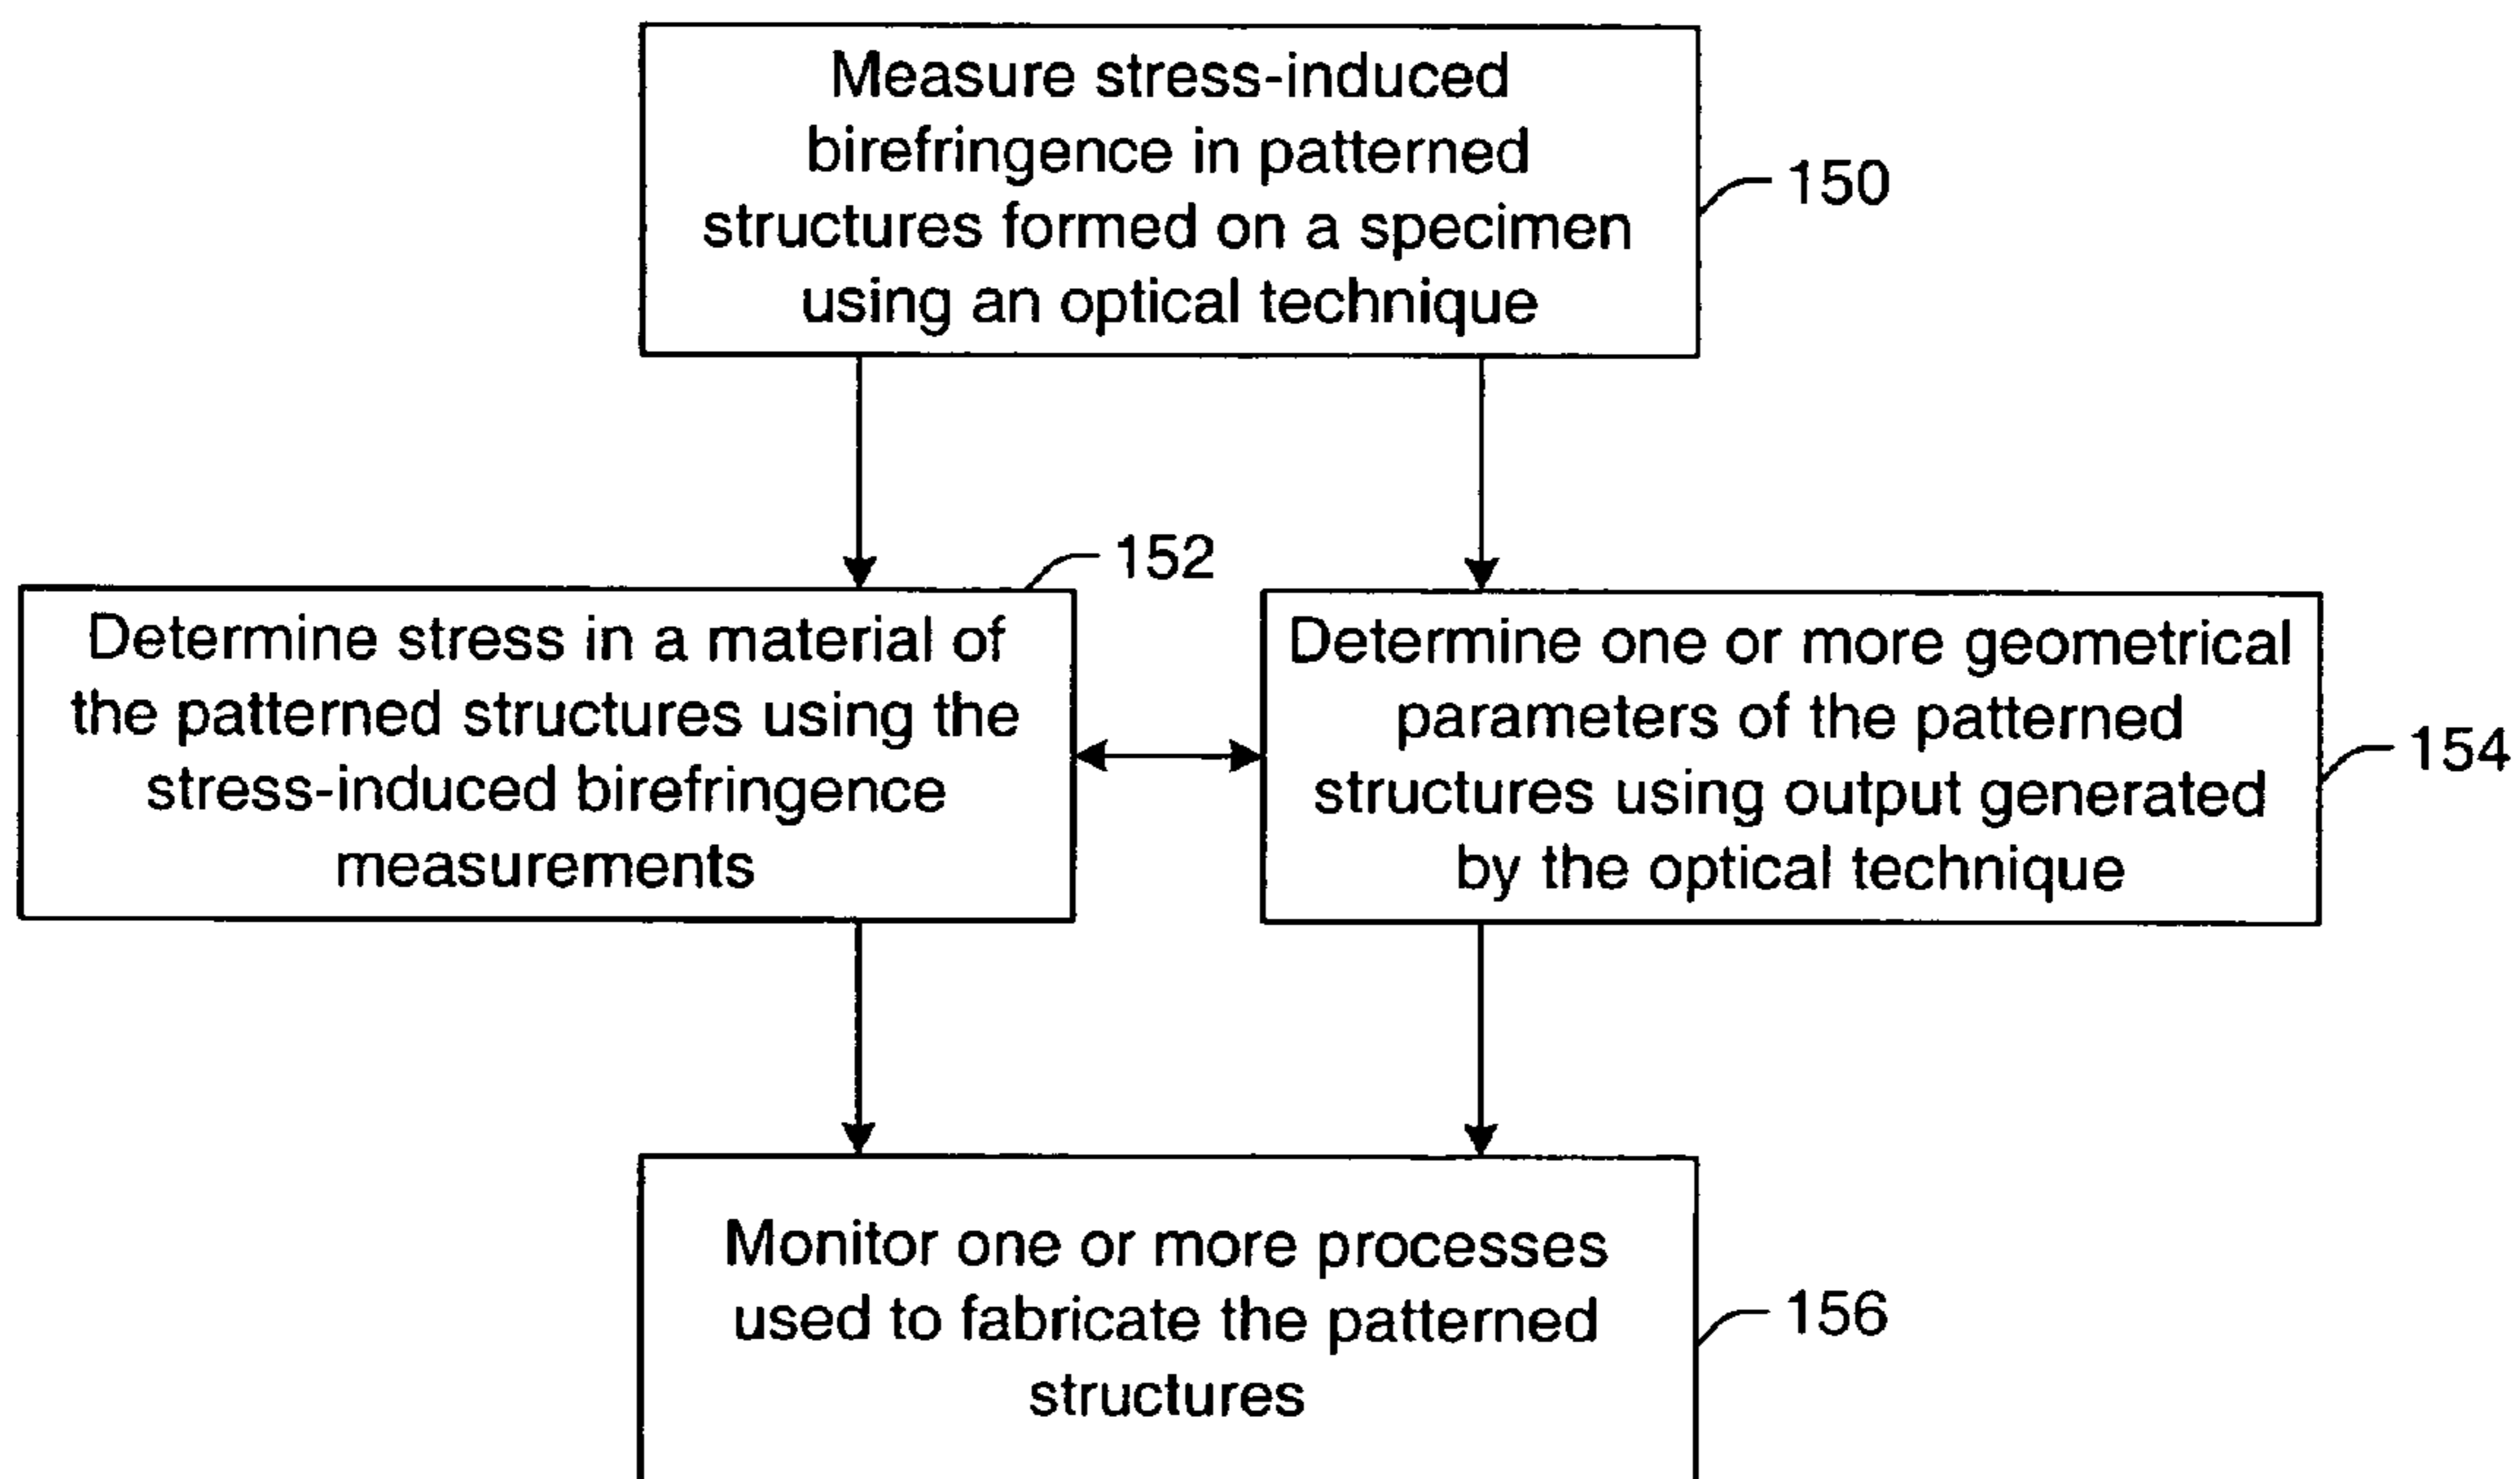 Measure stress-induced
birefringence in patterned
structures formed on a specimen
using an optical technique
150
152
Determine stress in a material of
the patterned structures using the
stress-induced birefringence
measurements
Determine one or more geometrical
parameters of the patterned
structures using output generated
by the optical technique
154
Monitor one or more processes
used to fabricate the patterned
structures
156